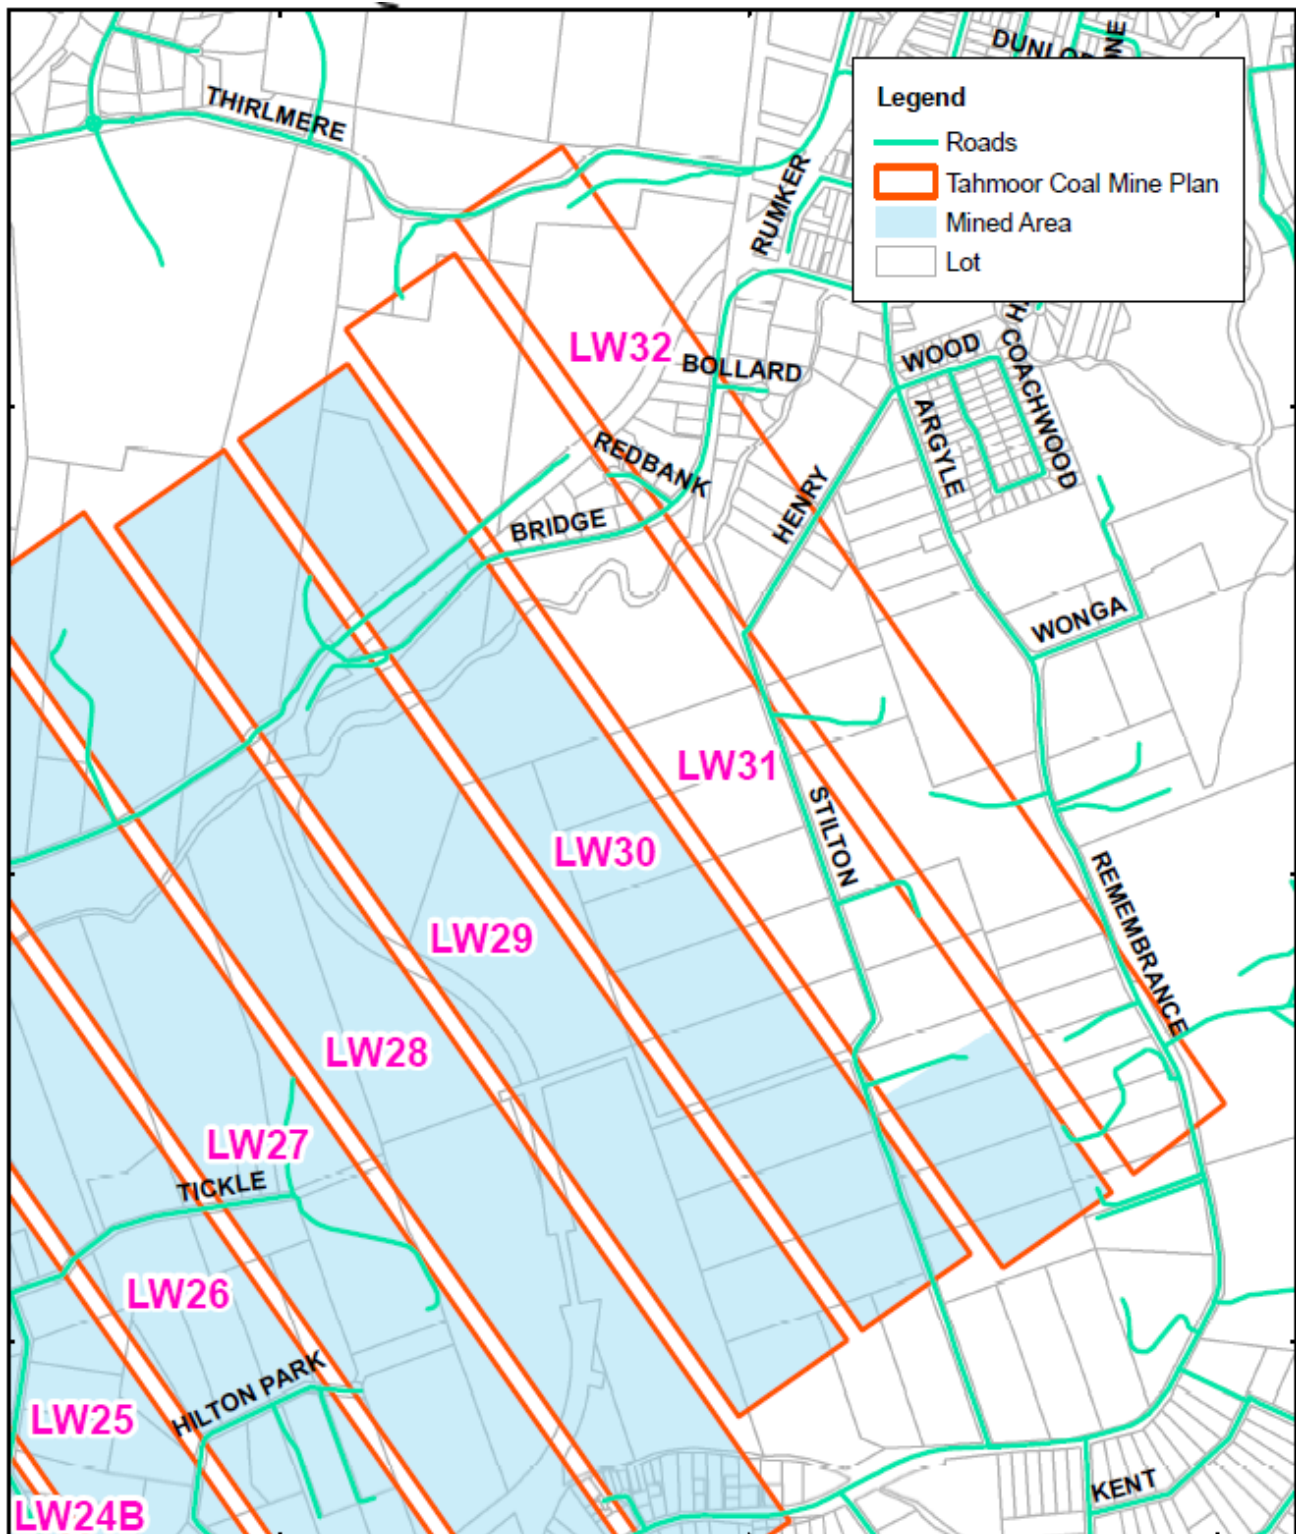 DUNLOP
THIRLMERE
Legend
Roads
Tahmoor Coal Mine Plan
Mined Area
Lot
RUMKER
LW32
BOLLARD
WOOD
COACHWOOD
ARGYLE
REDBANK
HENRY
BRIDGE
WONGA
LW31
STILTON
LW30
REMEMBRANCE
LW29
LW28
LW27
TICKLE
LW26
HILTON PARK
LW25
KENT
LW24B